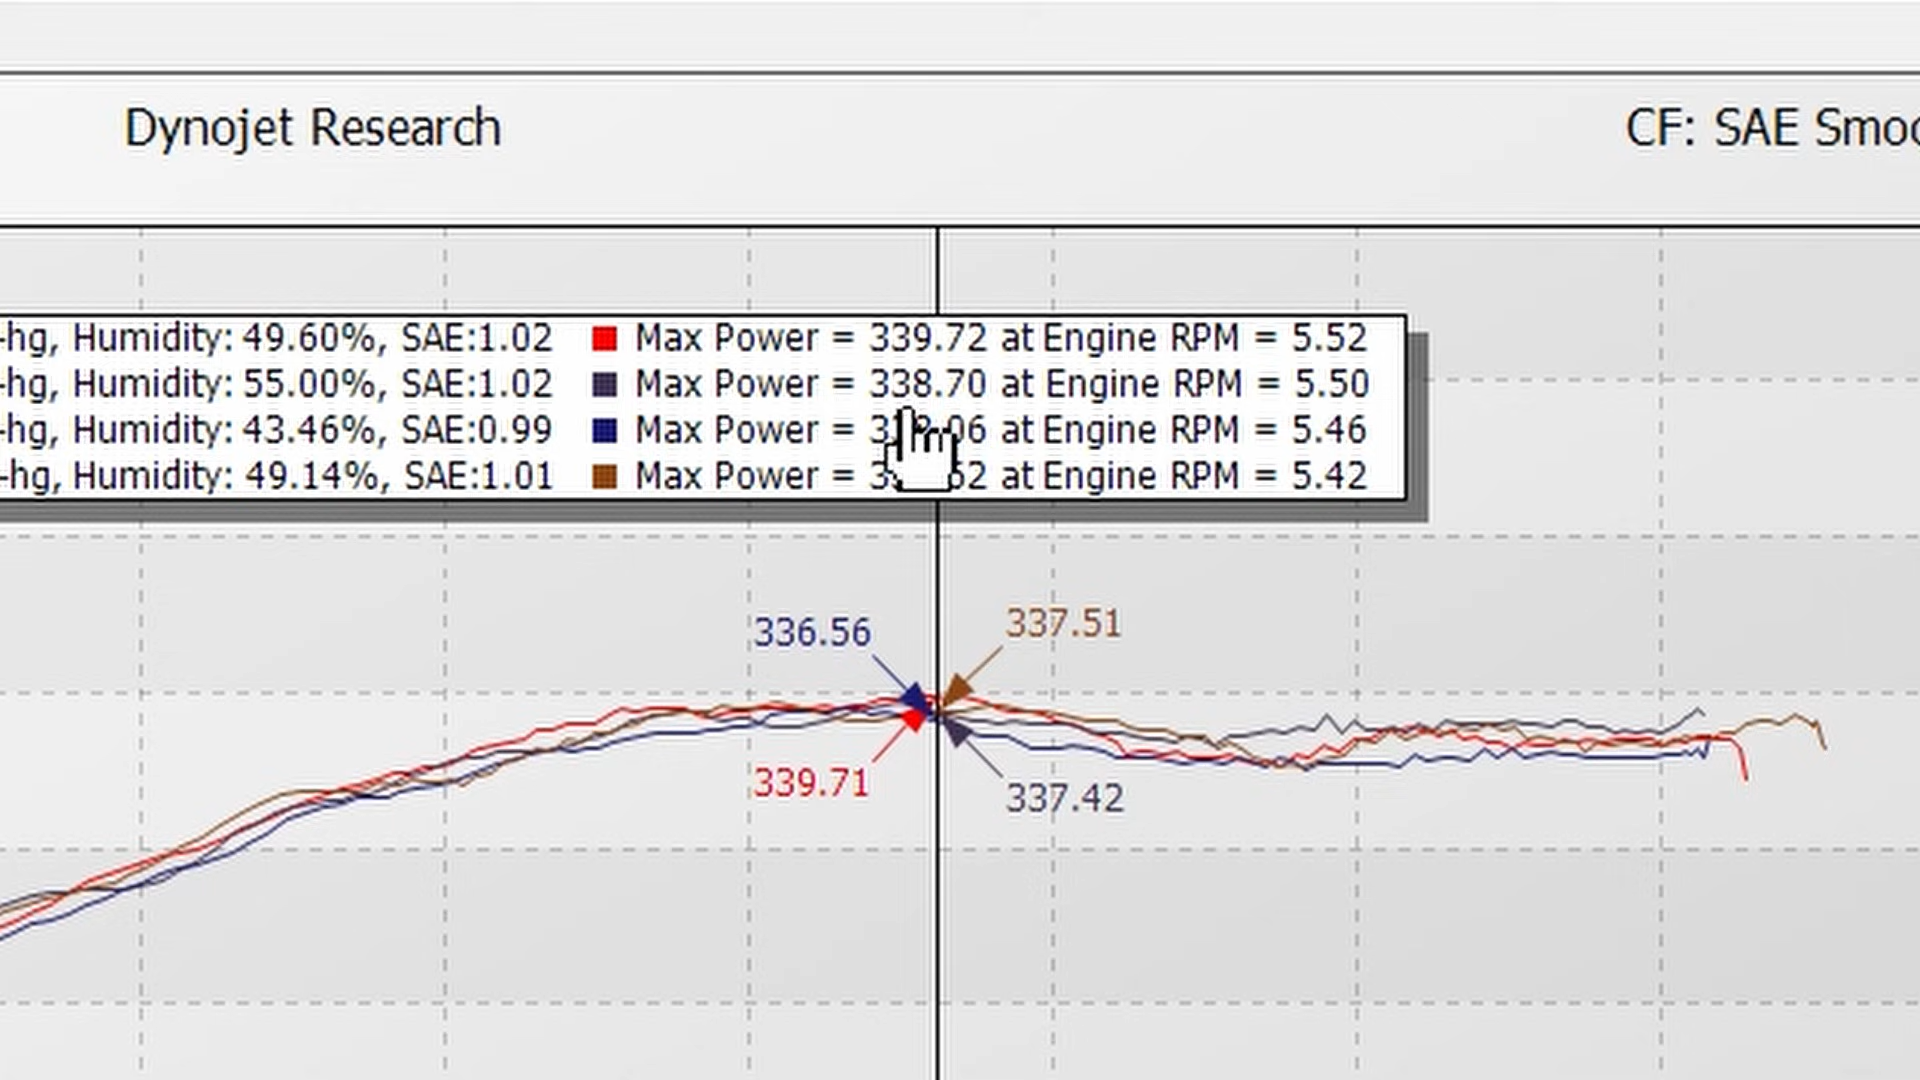 Dynojet Research
CF: SAE Smoo
-hg, Humidity: 49.60%, SAE:1.02 Max Power = 339.72 at Engine RPM = 5.52
-hg, Humidity: 55.00%, SAE:1.02 Max Power = 338.70 at Engine RPM = 5.50
-hg, Humidity: 43.46%, SAE:0.99 Max Power = at Engine RPM = 5.46
-hg, Humidity: 49.14%, SAE:1.01 Max Power = at Engine RPM = 5.42
336.56
337.51
339.71
337.42